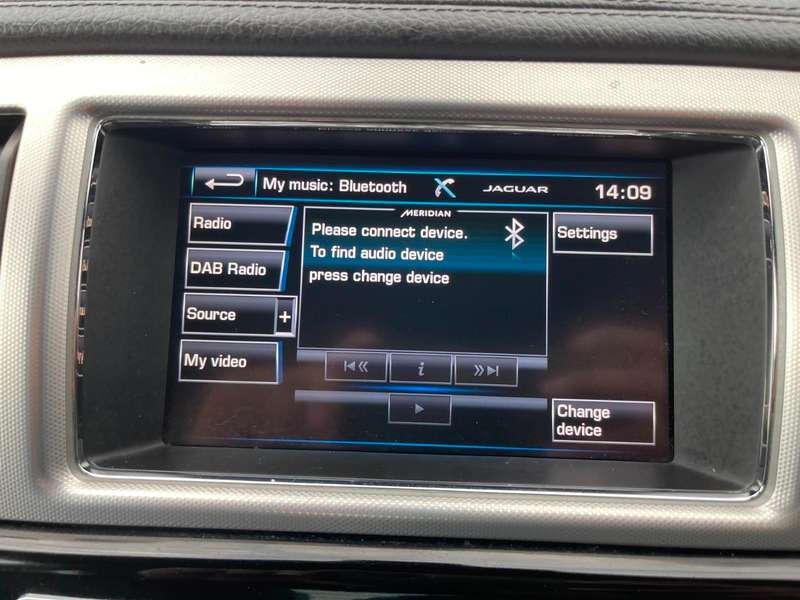 My music: Bluetooth
JAGUAR
14:09
Radio
DAB Radio
Source +
My video
MERIDIAN
Please connect device.
To find audio device
press change device
i
Settings
Change
device